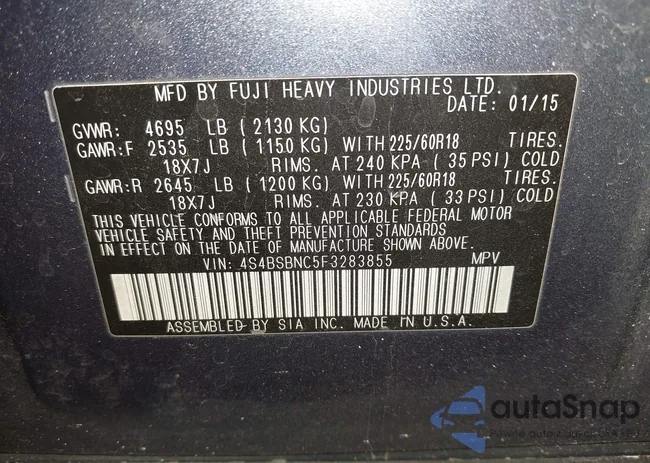 MFD BY FUJI HEAVY INDUSTRIES LTD.
DATE: 01/15
GVWR: 4695 LB (2130 KG)
GAWR:F 2535 LB (1150 KG) WITH 225/60R18 TIRES.
18X7J RIMS. AT 240 KPA (35 PSI) COLD
GAWR:R 2645 LB (1200 KG) WITH 225/60R18 TIRES.
18X7J RIMS. AT 230 KPA (33 PSI) COLD
THIS VEHICLE CONFORMS TO ALL APPLICABLE FEDERAL MOTOR
VEHICLE SAFETY AND THEFT PREVENTION STANDARDS
IN EFFECT ON THE DATE OF MANUFACTURE SHOWN ABOVE.
VIN: 4S4BSBNC5F3283855 MPV
ASSEMBLED BY SIA INC. MADE IN U.S.A.
autaSnap